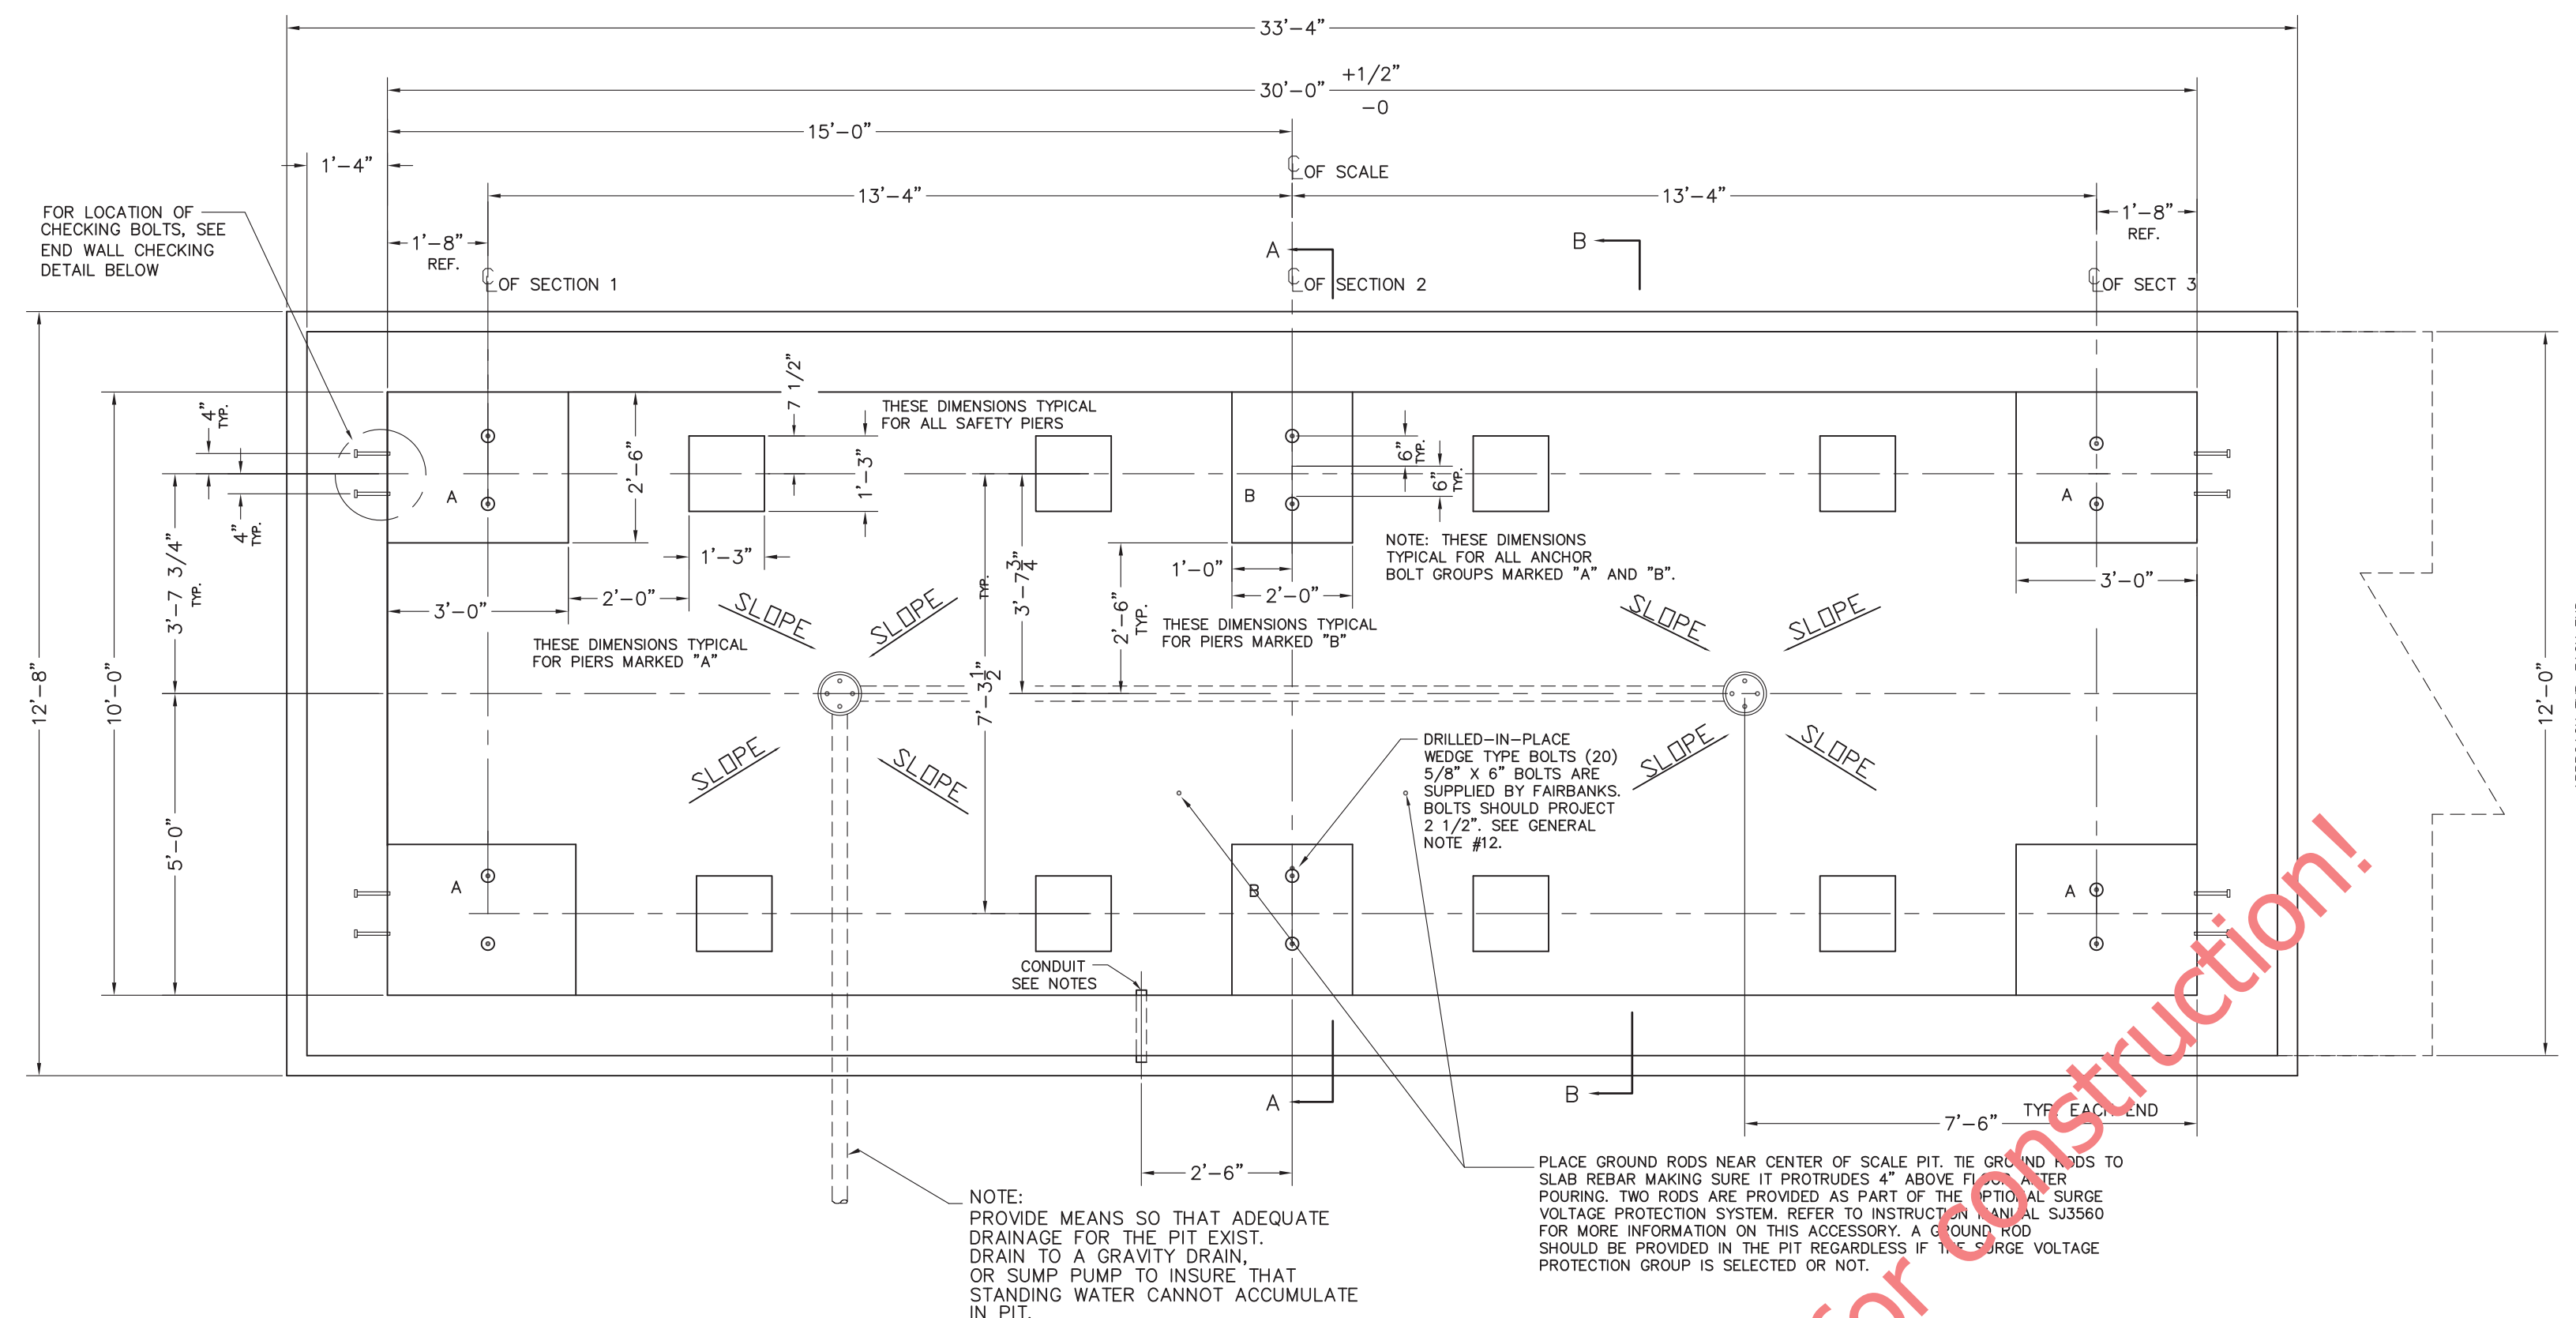 33'-4"
30'-0" +1/2"
-0
15'-0"
1'-4"
℄ OF SCALE
13'-4"
13'-4"
1'-8"
REF.
1'-8"
REF.
FOR LOCATION OF
CHECKING BOLTS, SEE
END WALL CHECKING
DETAIL BELOW
A
B
℄ OF SECTION 1
℄ OF SECTION 2
℄ OF SECT 3
4"
TYP.
4"
TYP.
7 1/2"
THESE DIMENSIONS TYPICAL
FOR ALL SAFETY PIERS
2'-6"
1'-3"
6"
TYP.
6"
TYP.
A
B
A
1'-3"
NOTE: THESE DIMENSIONS
TYPICAL FOR ALL ANCHOR
BOLT GROUPS MARKED "A" AND "B".
3'-7 3/4"
TYP.
3'-0"
2'-0"
TYP.
3'-7 3/4"
2'-6"
TYP.
1'-0"
2'-0"
3'-0"
THESE DIMENSIONS TYPICAL
FOR PIERS MARKED "A"
THESE DIMENSIONS TYPICAL
FOR PIERS MARKED "B"
SLOPE
SLOPE
SLOPE
SLOPE
12'-8"
10'-0"
7'-3 1/2"
12'-0"
SLOPE
SLOPE
SLOPE
SLOPE
5'-0"
DRILLED-IN-PLACE
WEDGE TYPE BOLTS (20)
5/8" X 6" BOLTS ARE
SUPPLIED BY FAIRBANKS.
BOLTS SHOULD PROJECT
2 1/2". SEE GENERAL
NOTE #12.
A
B
A
CONDUIT
SEE NOTES
A
B
TYP. EACH END
7'-6"
2'-6"
NOTE:
PROVIDE MEANS SO THAT ADEQUATE
DRAINAGE FOR THE PIT EXIST.
DRAIN TO A GRAVITY DRAIN,
OR SUMP PUMP TO INSURE THAT
STANDING WATER CANNOT ACCUMULATE
IN PIT.
PLACE GROUND RODS NEAR CENTER OF SCALE PIT. TIE GROUND RODS TO
SLAB REBAR MAKING SURE IT PROTRUDES 4" ABOVE FLOOR AFTER
POURING. TWO RODS ARE PROVIDED AS PART OF THE OPTIONAL SURGE
VOLTAGE PROTECTION SYSTEM. REFER TO INSTRUCTION MANUAL SJ3560
FOR MORE INFORMATION ON THIS ACCESSORY. A GROUND ROD
SHOULD BE PROVIDED IN THE PIT REGARDLESS IF THE SURGE VOLTAGE
PROTECTION GROUP IS SELECTED OR NOT.
for construction!